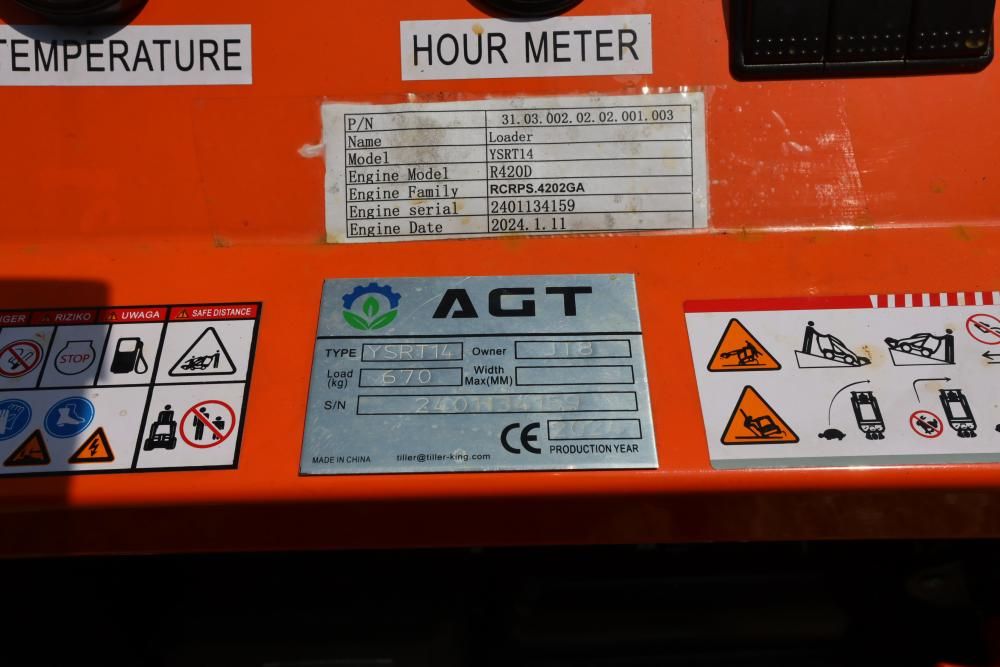 TEMPERATURE
HOUR METER
P/N 31.03.002.02.02.001.003
Name Loader
Model YSRT14
Engine Model R420D
Engine Family RCRPS.4202GA
Engine serial 2401134159
Engine Date 2024.1.11
RIZIKO UWAGA SAFE DISTANCE
STOP
AGT
TYPE YSRT14 Owner JT8
Load (kg) 670 Width Max(MM)
S/N 2401134159
CE
PRODUCTION YEAR
MADE IN CHINA tiller@tiller-king.com